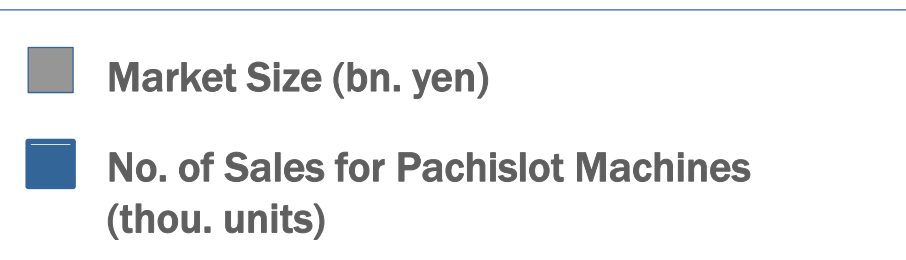 Market Size (bn. yen)
No. of Sales for Pachislot Machines
(thou. units)